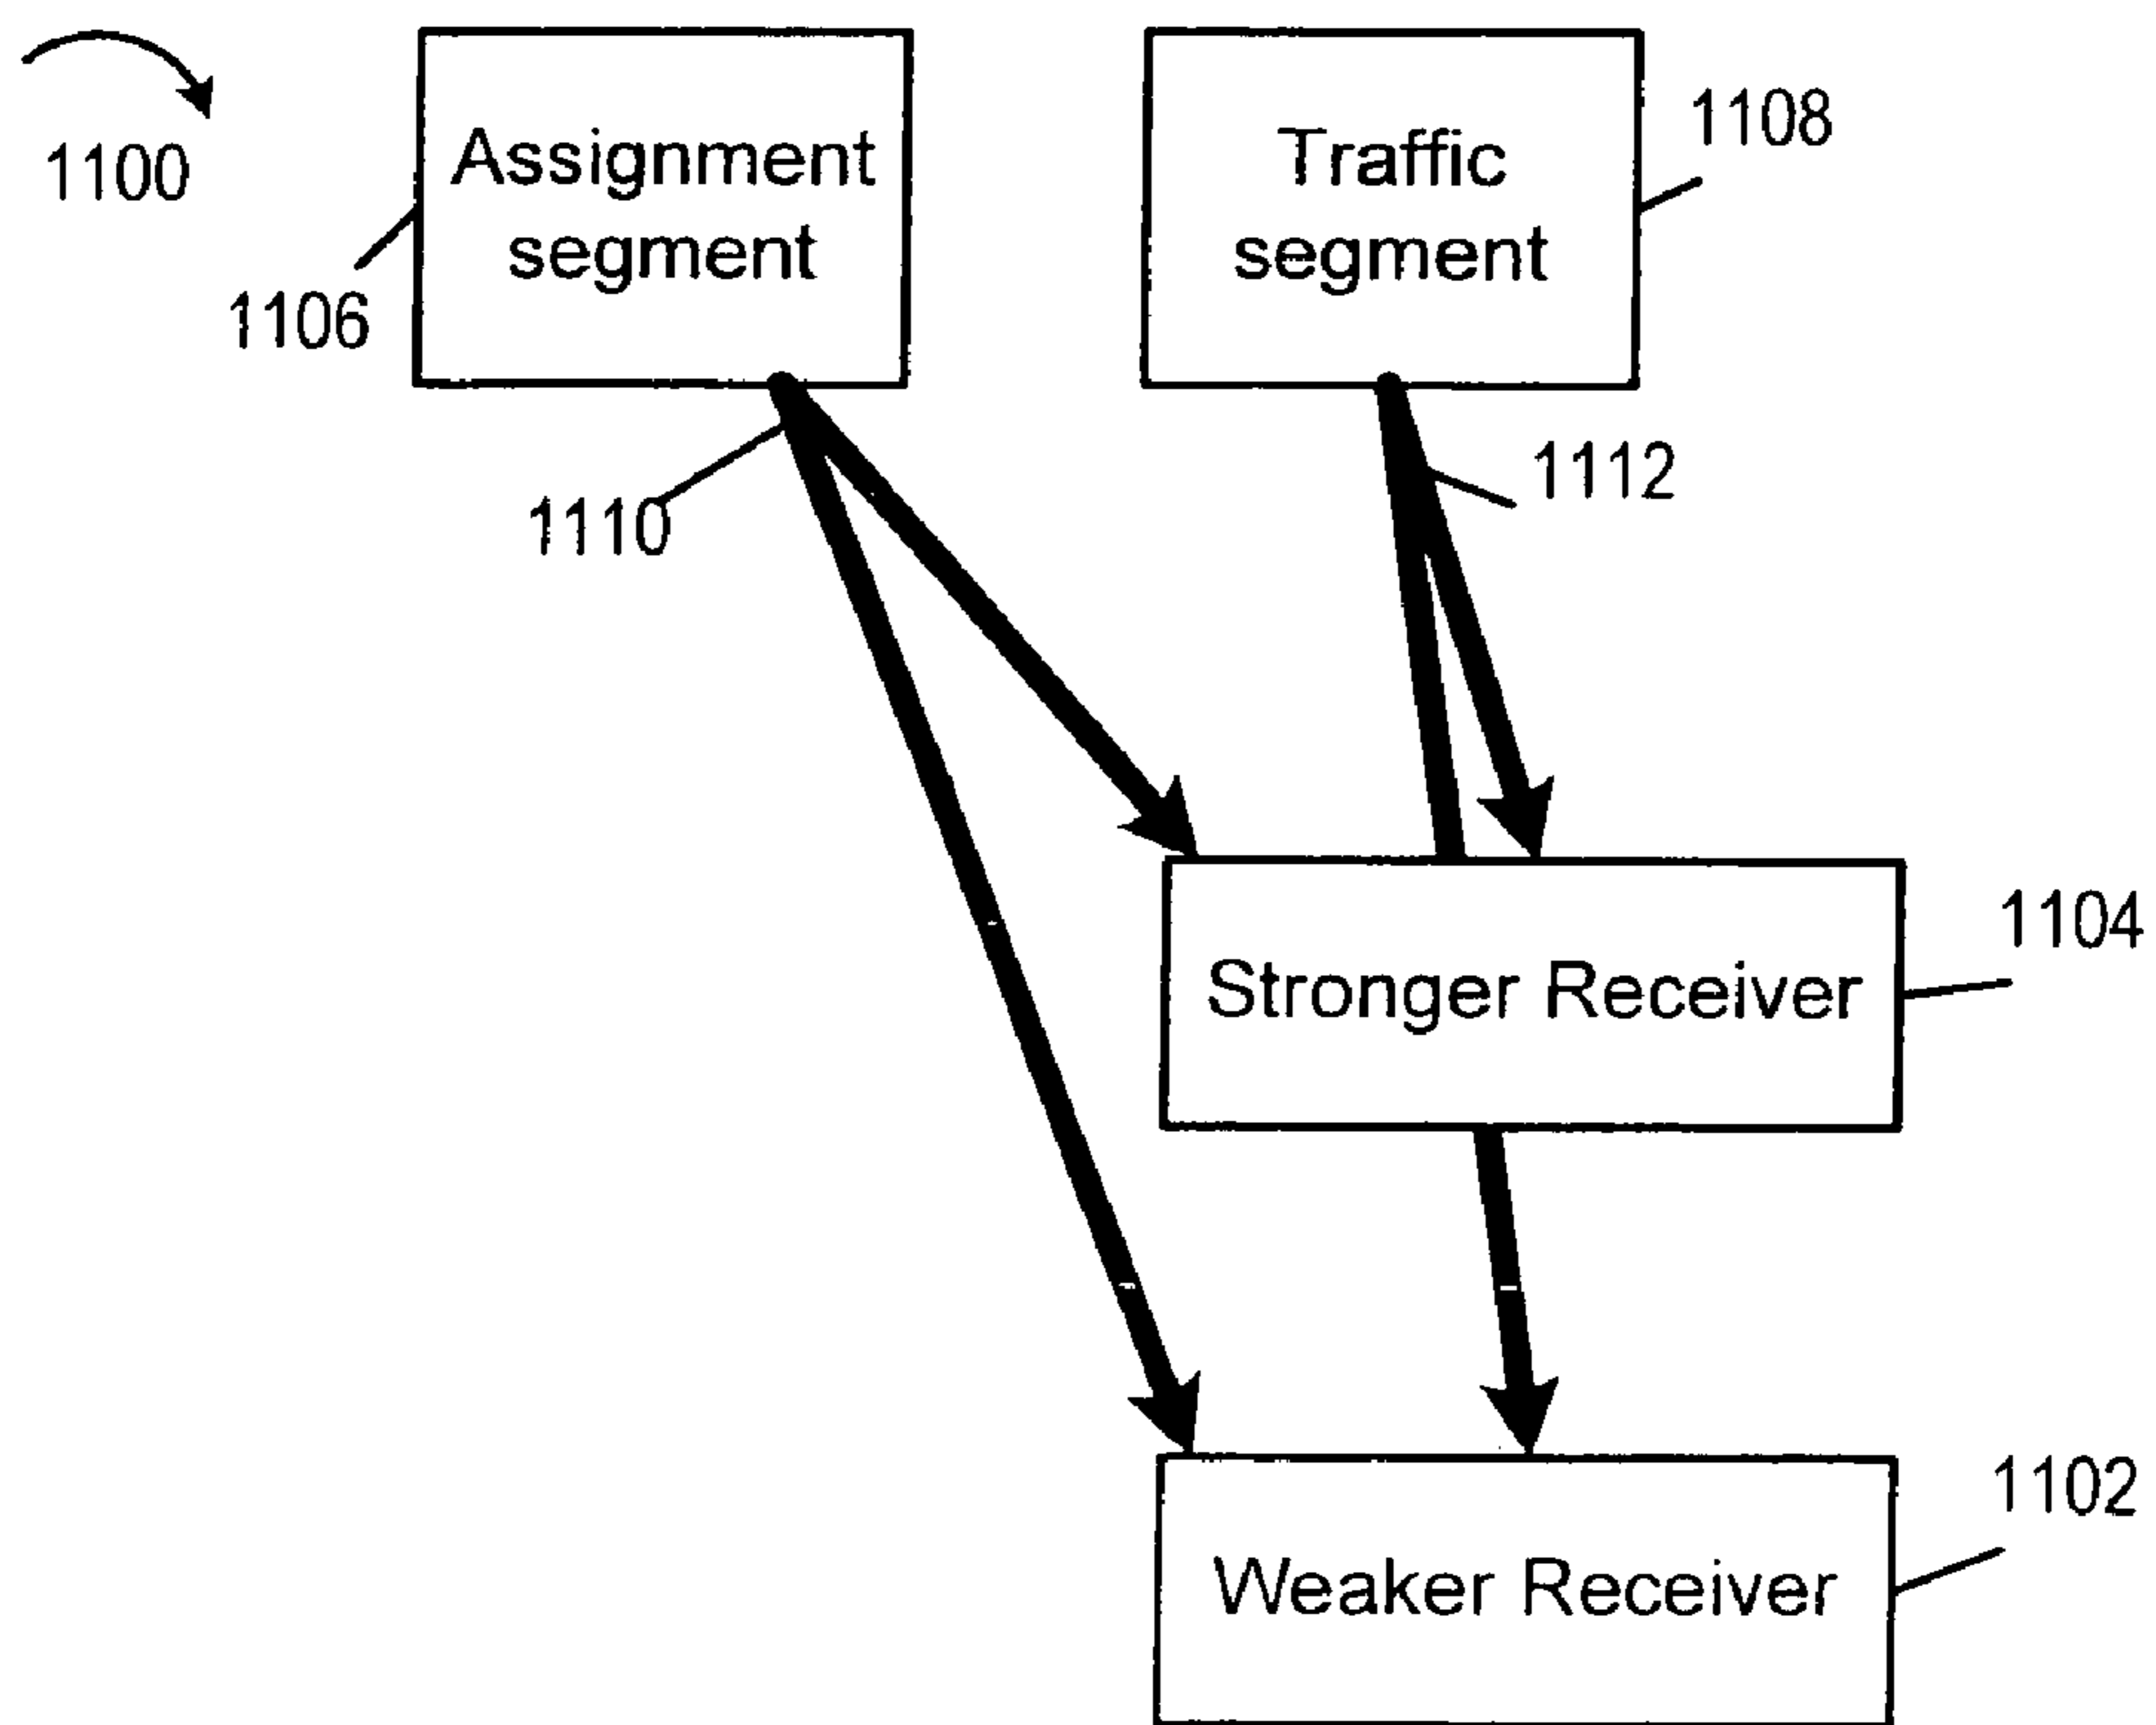 1100
Assignment
segment
1106
Traffic
segment
1108
1110
1112
Stronger Receiver
1104
Weaker Receiver
1102